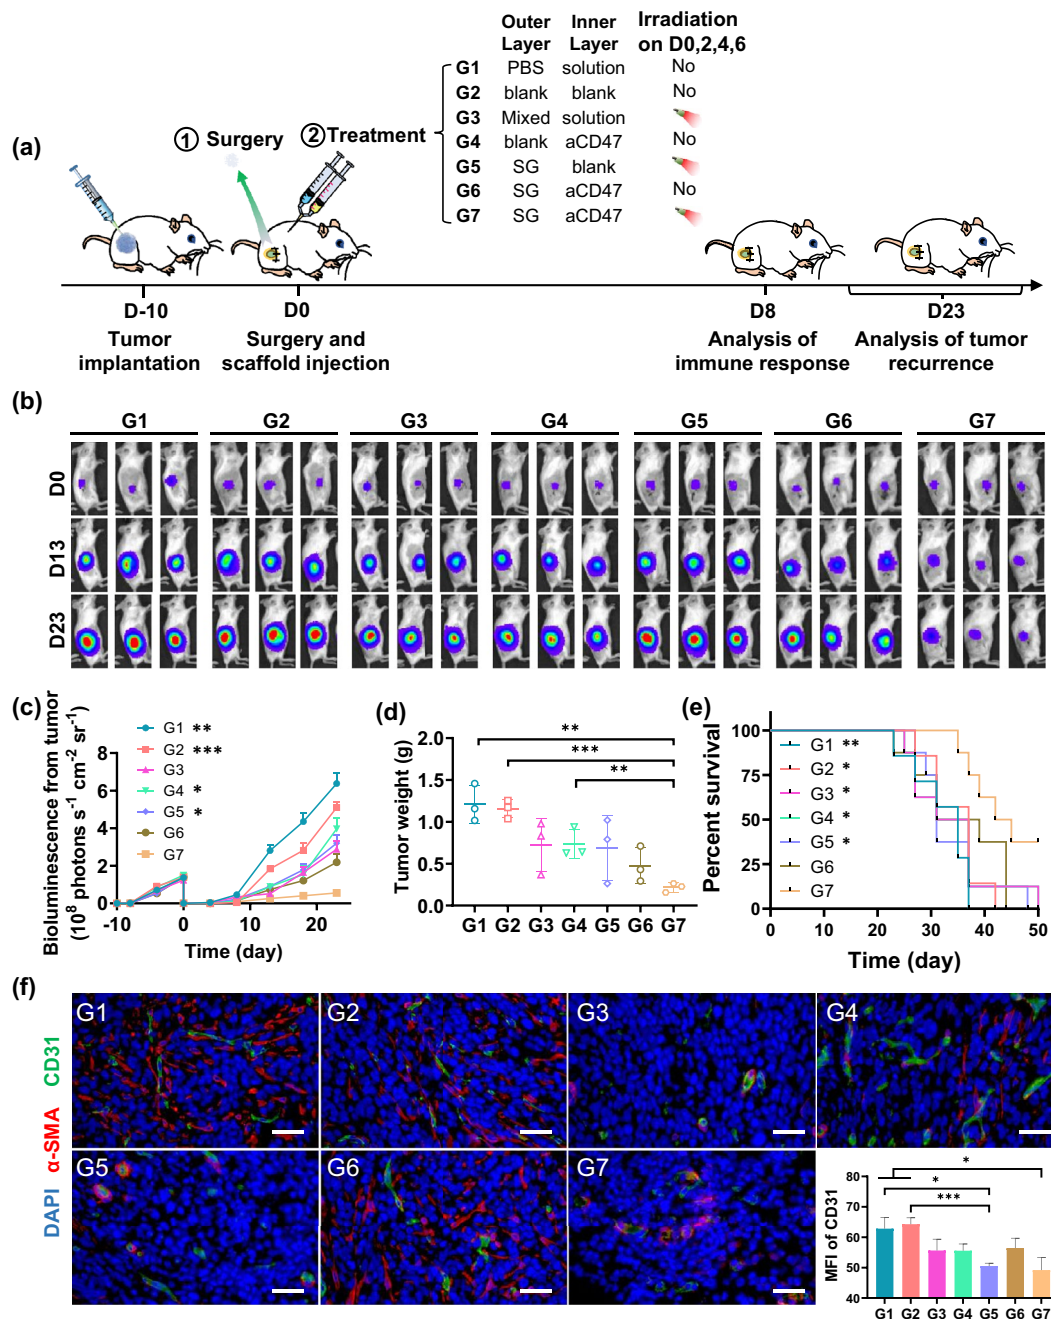 Outer Inner Irradiation
Layer Layer on D0,2,4,6
G1 PBS solution No
G2 blank blank No
G3 Mixed solution
G4 blank aCD47 No
G5 SG blank
G6 SG aCD47 No
G7 SG aCD47
(a)
① Surgery
② Treatment
D-10 D0 D8 D23
Tumor implantation
Surgery and scaffold injection
Analysis of immune response
Analysis of tumor recurrence
(b)
G1 G2 G3 G4 G5 G6 G7
D0
D13
D23
(c)
Bioluminescence from tumor
(10⁸ photons s⁻¹ cm⁻² sr⁻¹)
8
6
4
2
0
-10 0 10 20
Time (day)
G1 **
G2 ***
G3
G4 *
G5 *
G6
G7
(d)
Tumor weight (g)
2.0
1.5
1.0
0.5
0.0
**
***
**
G1 G2 G3 G4 G5 G6 G7
(e)
Percent survival
100
50
0
0 10 20 30 40 50
Time (day)
G1 **
G2 *
G3 *
G4 *
G5 *
G6
G7
(f)
DAPI α-SMA CD31
G1 G2 G3 G4
G5 G6 G7
MFI of CD31
80
70
60
50
40
*
*
***
G1 G2 G3 G4 G5 G6 G7